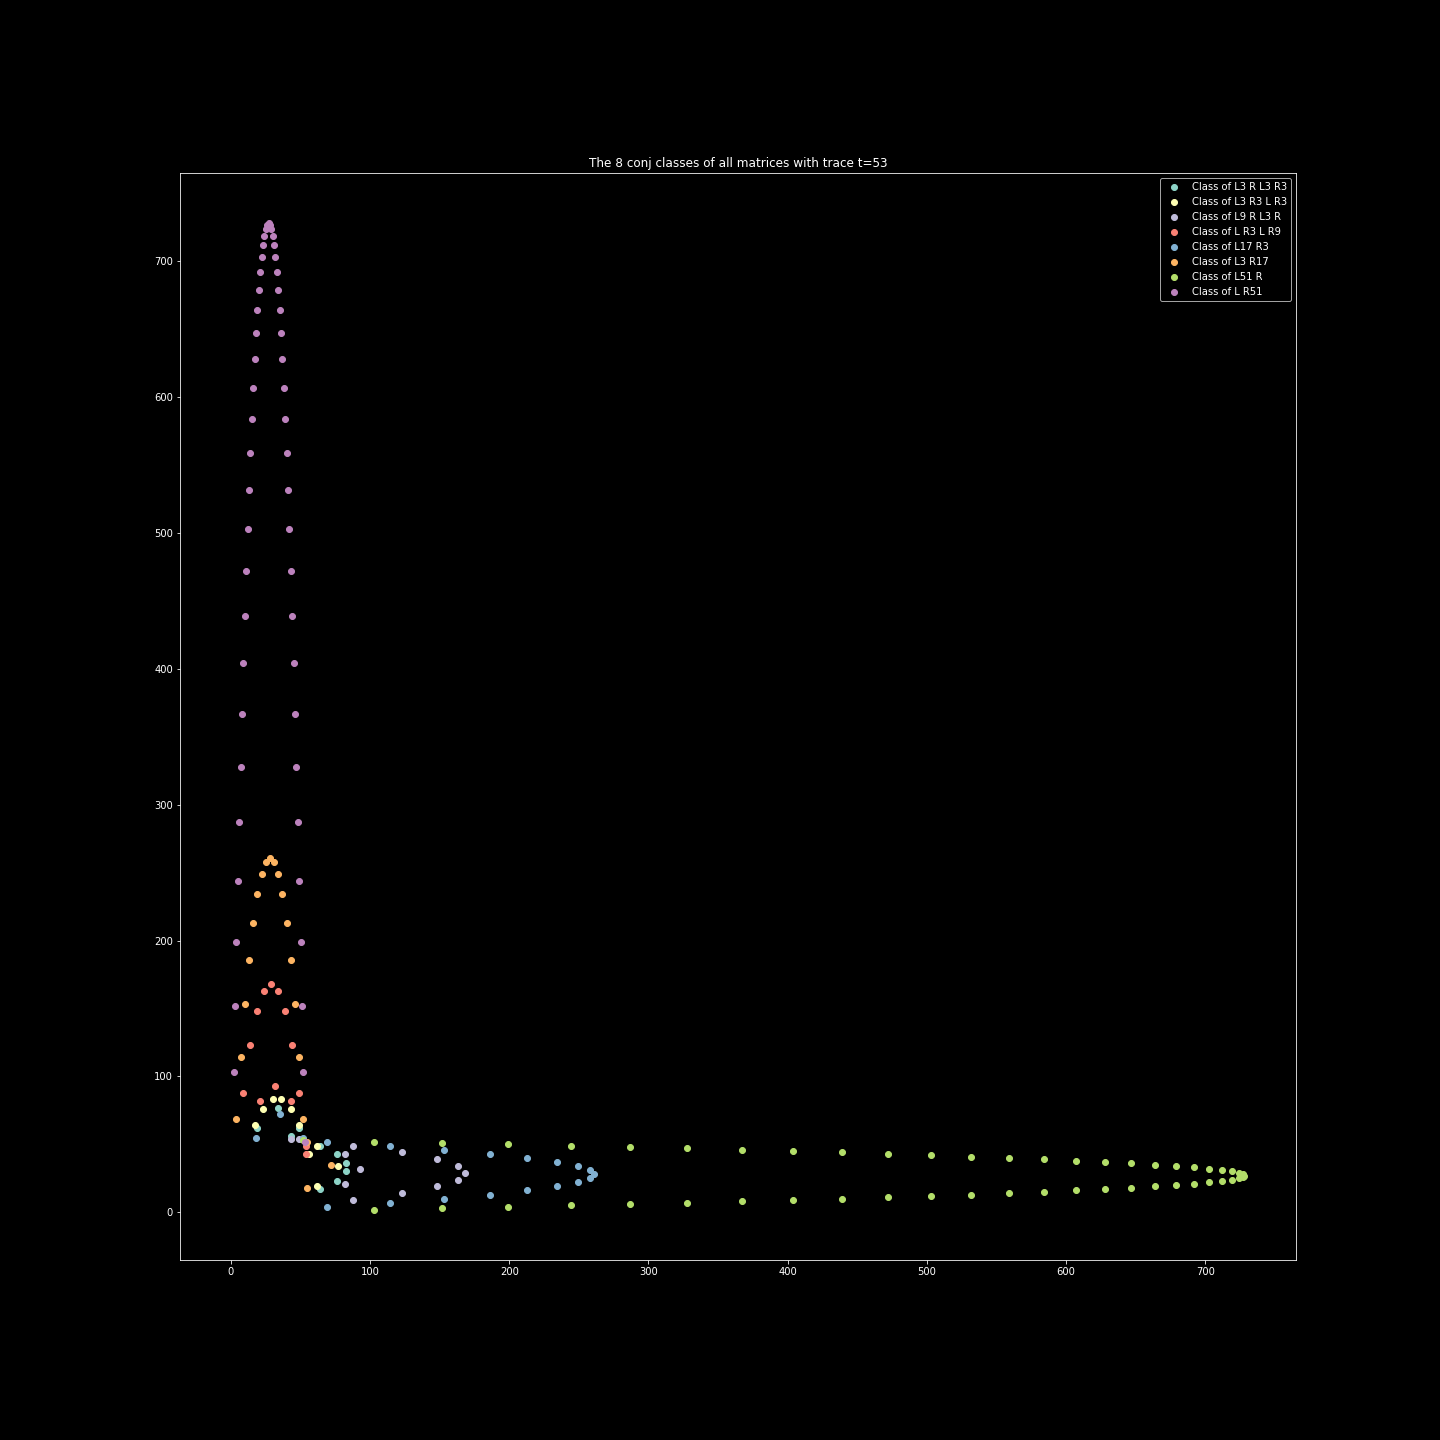 The 8 conj classes of all matrices with trace t=53
Class of L3 R L3 R3
Class of L3 R3 L R3
Class of L9 R L3 R
Class of L R3 L R9
Class of L17 R3
Class of L3 R17
Class of L51 R
Class of L R51
700
600
500
400
300
200
100
0
0 100 200 300 400 500 600 700